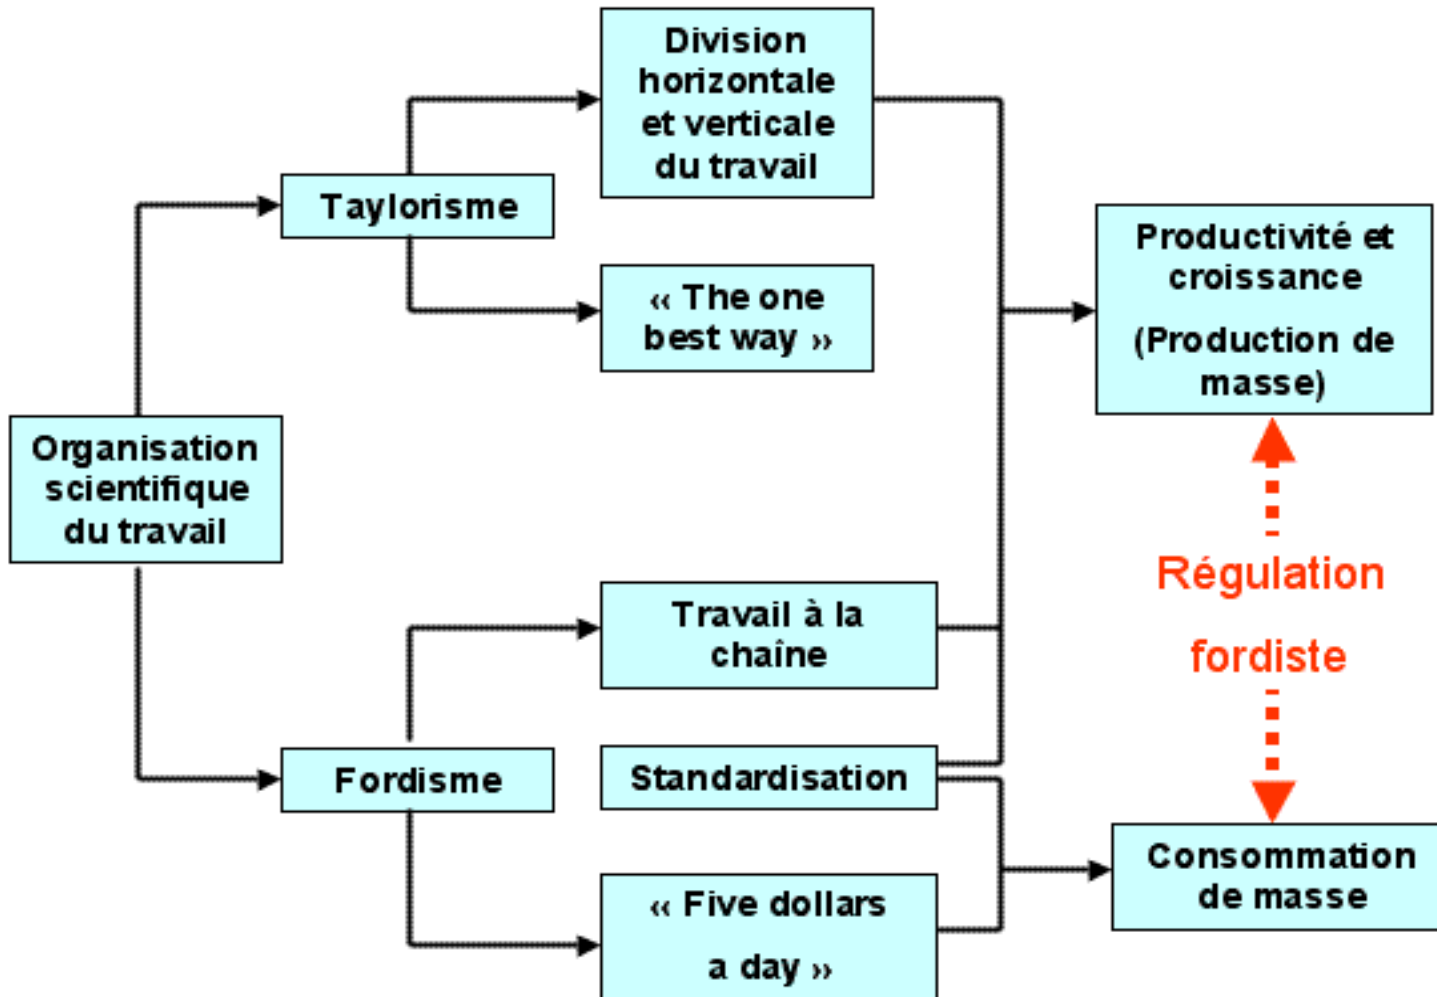 Division
horizontale
et verticale
du travail
Taylorisme
« The one
best way »
Productivité et
croissance
(Production de
masse)
Organisation
scientifique
du travail
Régulation
fordiste
Travail à la
chaîne
Fordisme
Standardisation
« Five dollars
a day »
Consommation
de masse